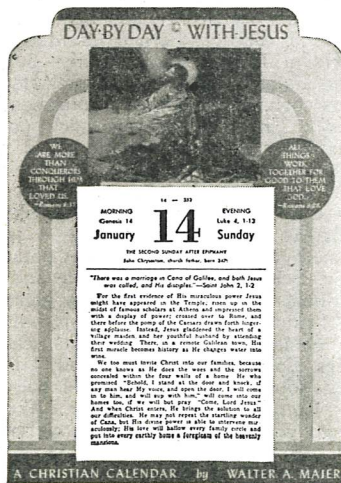 DAY·BY·DAY WITH·JESUS
WE
ARE MORE
THAN
CONQUERORS
THROUGH HIM
THAT
LOVED US.
—Romans 8:37
ALL
THINGS
WORK
TOGETHER FOR
GOOD TO THEM
THAT LOVE
GOD.
—Romans 8:28
14 — 352
MORNING
Genesis 14
January
14
EVENING
Luke 4, 1-13
Sunday
THE SECOND SUNDAY AFTER EPIPHANY
John Chrysostom, church father, born 347.
"There was a marriage in Cana of Galilee, and both Jesus
was called, and His disciples."—Saint John 2, 1-2
For the first evidence of His miraculous power Jesus
might have appeared in the Temple, risen up in the
midst of famous scholars at Athens and impressed them
with a display of power; crossed over to Rome, and
there before the pomp of the Caesars drawn forth linger-
ing applause. Instead, Jesus gladdened the heart of a
village maiden and her youthful husband by attending
their wedding. There, in a remote Galilean town, His
first miracle becomes history as He changes water into
wine.
We too must invite Christ into our families, because
no one knows as He does the woes and the sorrows
concealed within the four walls of a home. He who
promised "Behold, I stand at the door and knock, if
any man hear My voice, and open the door, I will come
in to him, and will sup with him," will come into our
homes too, if we will but pray "Come, Lord Jesus"
And when Christ enters, He brings the solution to all
our difficulties. He may not repeat the startling wonder
of Cana, but His divine power is able to intervene mi-
raculously; His love will hallow every family circle and
put into every earthly home a foregleam of the heavenly
mansions.
A CHRISTIAN CALENDAR by WALTER A. MAIER